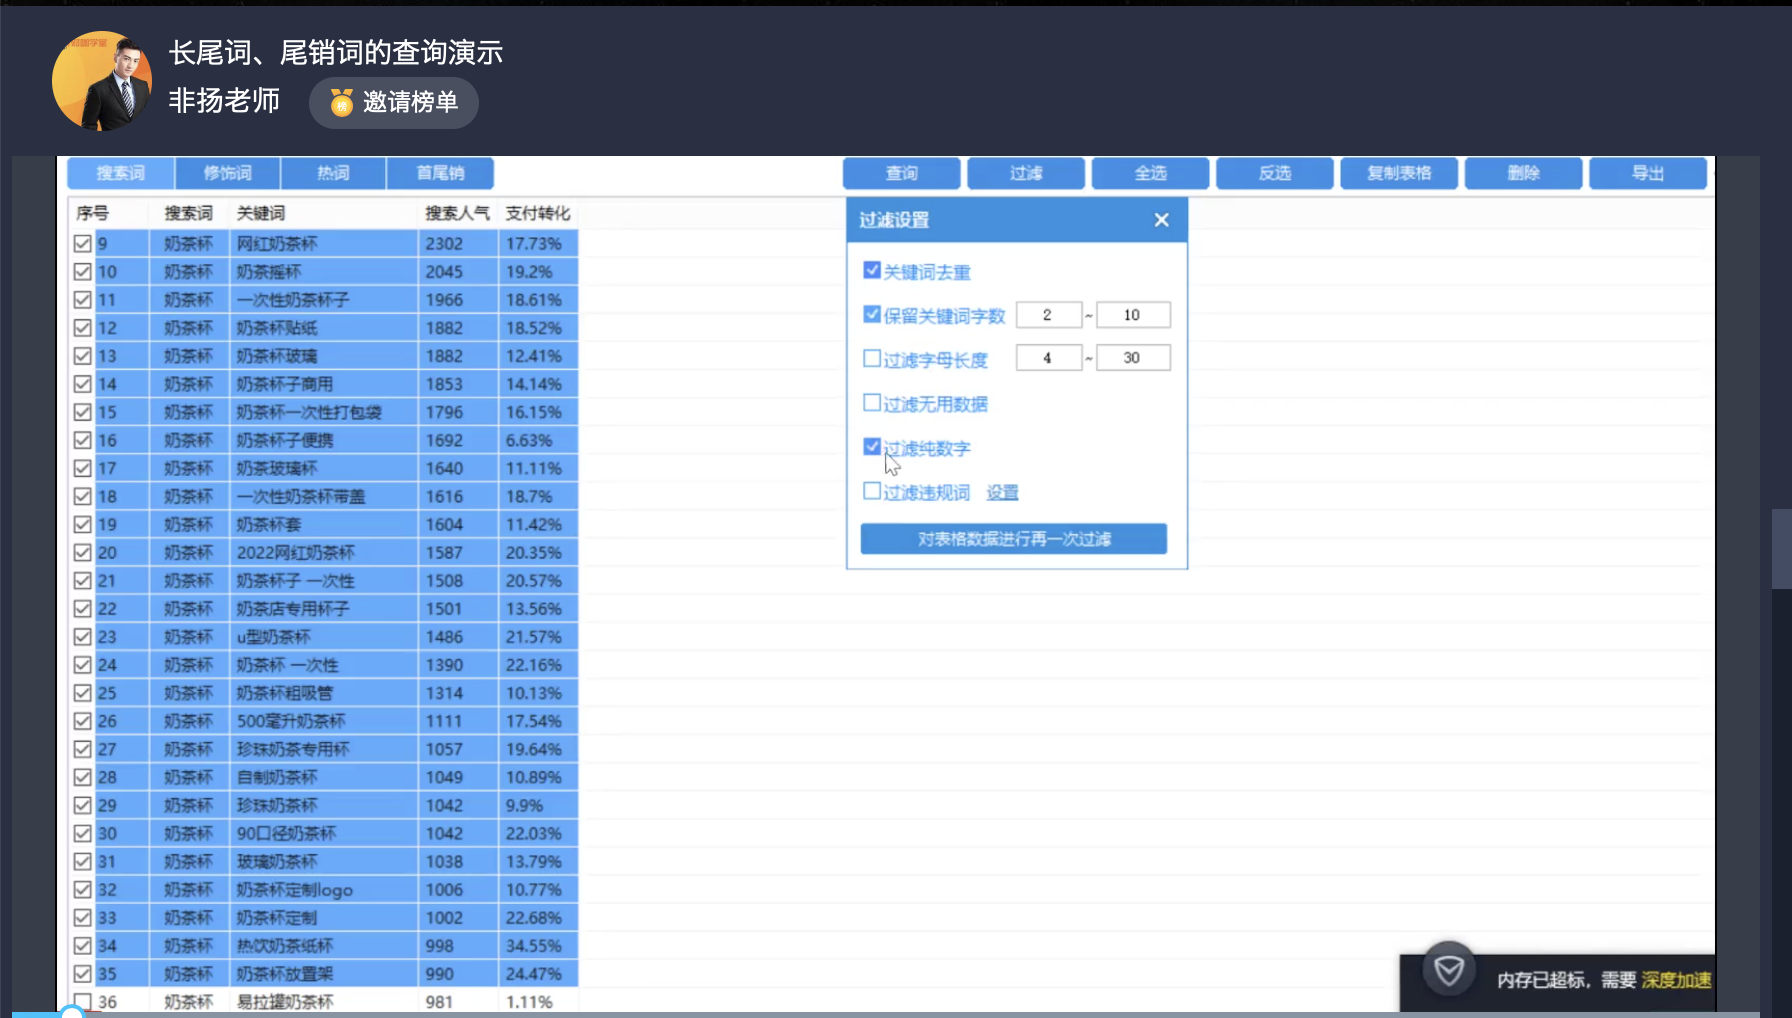 长尾词、尾销词的查询演示
非扬老师 榜 邀请榜单
搜索词 修饰词 热词 首尾销 查询 过滤 全选 反选 复制表格 删除 导出
序号 搜索词 关键词 搜索人气 支付转化
9 奶茶杯 网红奶茶杯 2302 17.73%
10 奶茶杯 奶茶摇杯 2045 19.2%
11 奶茶杯 一次性奶茶杯子 1966 18.61%
12 奶茶杯 奶茶杯贴纸 1882 18.52%
13 奶茶杯 奶茶杯玻璃 1882 12.41%
14 奶茶杯 奶茶杯子商用 1853 14.14%
15 奶茶杯 奶茶杯一次性打包袋 1796 16.15%
16 奶茶杯 奶茶杯子便携 1692 6.63%
17 奶茶杯 奶茶玻璃杯 1640 11.11%
18 奶茶杯 一次性奶茶杯带盖 1616 18.7%
19 奶茶杯 奶茶杯套 1604 11.42%
20 奶茶杯 2022网红奶茶杯 1587 20.35%
21 奶茶杯 奶茶杯子 一次性 1508 20.57%
22 奶茶杯 奶茶店专用杯子 1501 13.56%
23 奶茶杯 u型奶茶杯 1486 21.57%
24 奶茶杯 奶茶杯 一次性 1390 22.16%
25 奶茶杯 奶茶杯粗吸管 1314 10.13%
26 奶茶杯 500毫升奶茶杯 1111 17.54%
27 奶茶杯 珍珠奶茶专用杯 1057 19.64%
28 奶茶杯 自制奶茶杯 1049 10.89%
29 奶茶杯 珍珠奶茶杯 1042 9.9%
30 奶茶杯 90口径奶茶杯 1042 22.03%
31 奶茶杯 玻璃奶茶杯 1038 13.79%
32 奶茶杯 奶茶杯定制logo 1006 10.77%
33 奶茶杯 奶茶杯定制 1002 22.68%
34 奶茶杯 热饮奶茶纸杯 998 34.55%
35 奶茶杯 奶茶杯放置架 990 24.47%
36 奶茶杯 易拉罐奶茶杯 981 1.11%
过滤设置
关键词去重
保留关键词字数 2 ~ 10
过滤字母长度 4 ~ 30
过滤无用数据
过滤纯数字
过滤违规词 设置
对表格数据进行再一次过滤
内存已超标，需要 深度加速